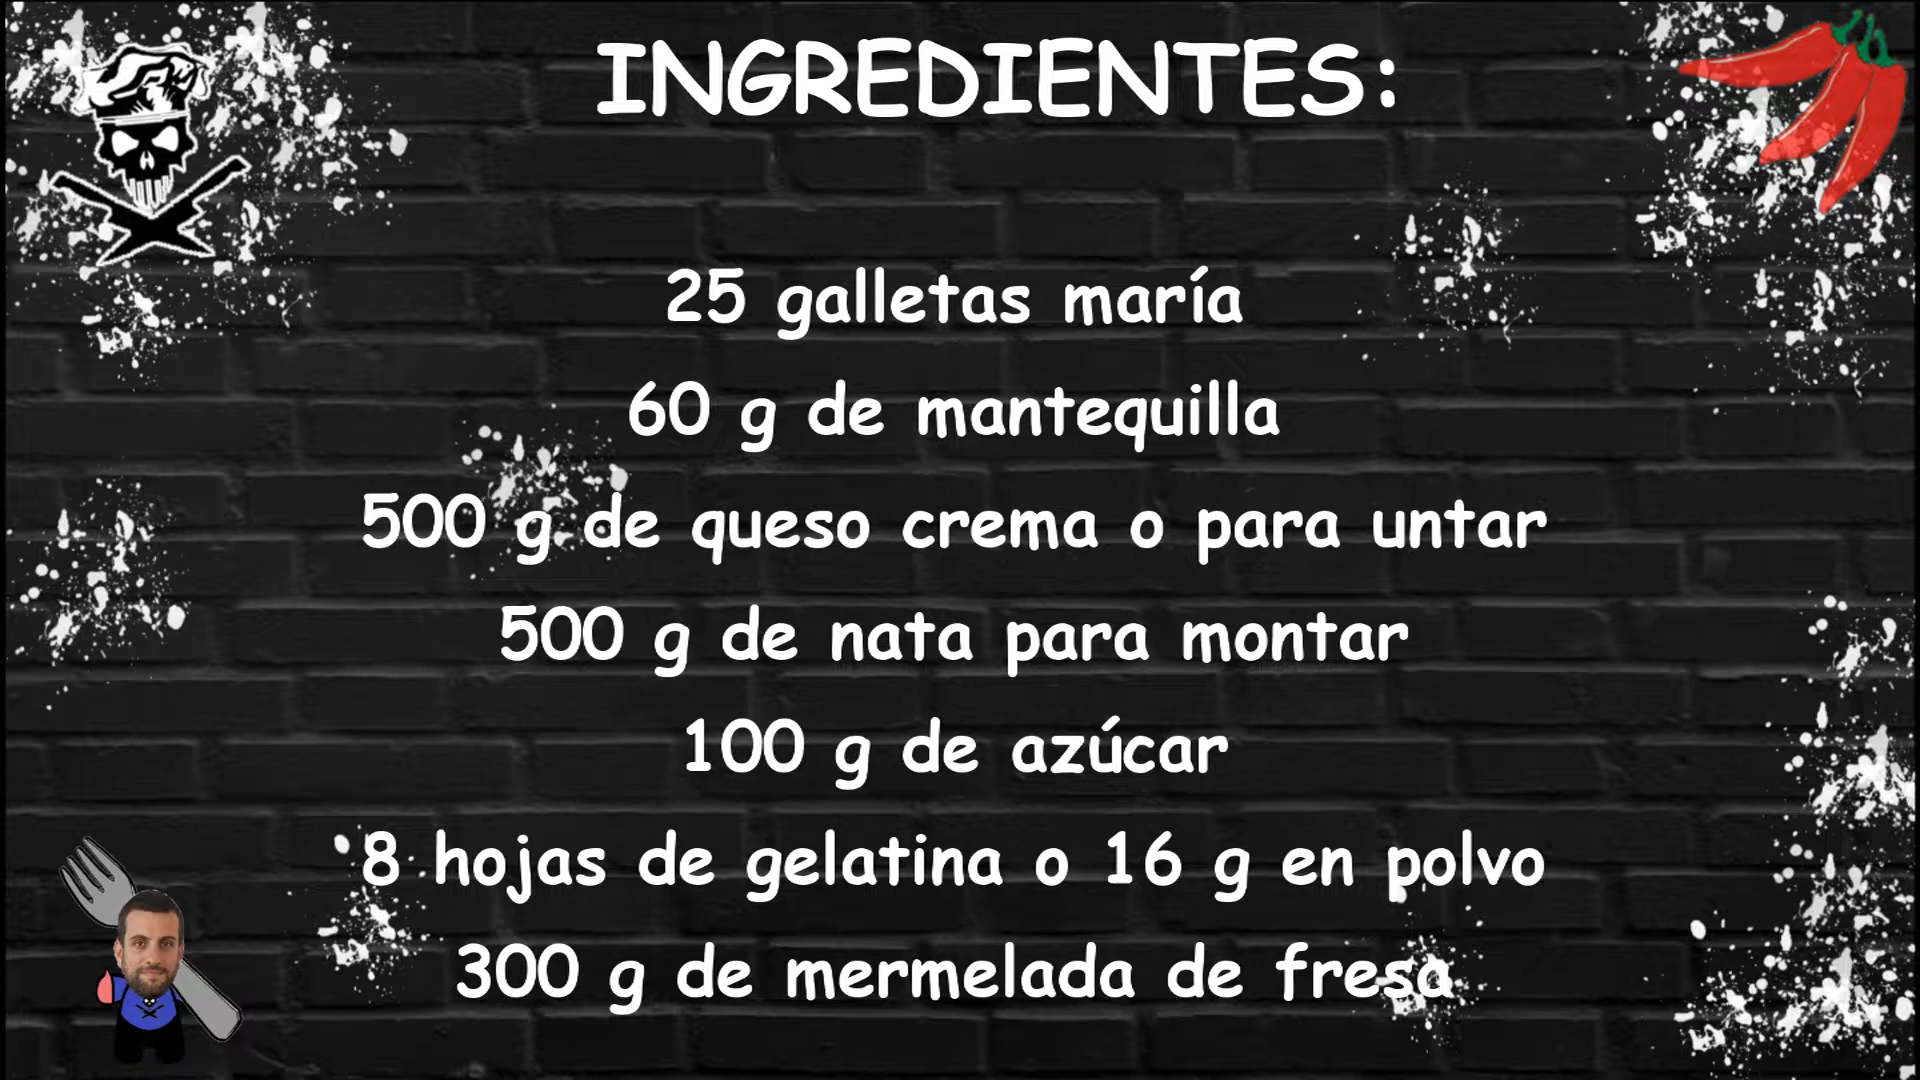 INGREDIENTES:
25 galletas maría
60 g de mantequilla
500 g de queso crema o para untar
500 g de nata para montar
100 g de azúcar
8 hojas de gelatina o 16 g en polvo
300 g de mermelada de fresa